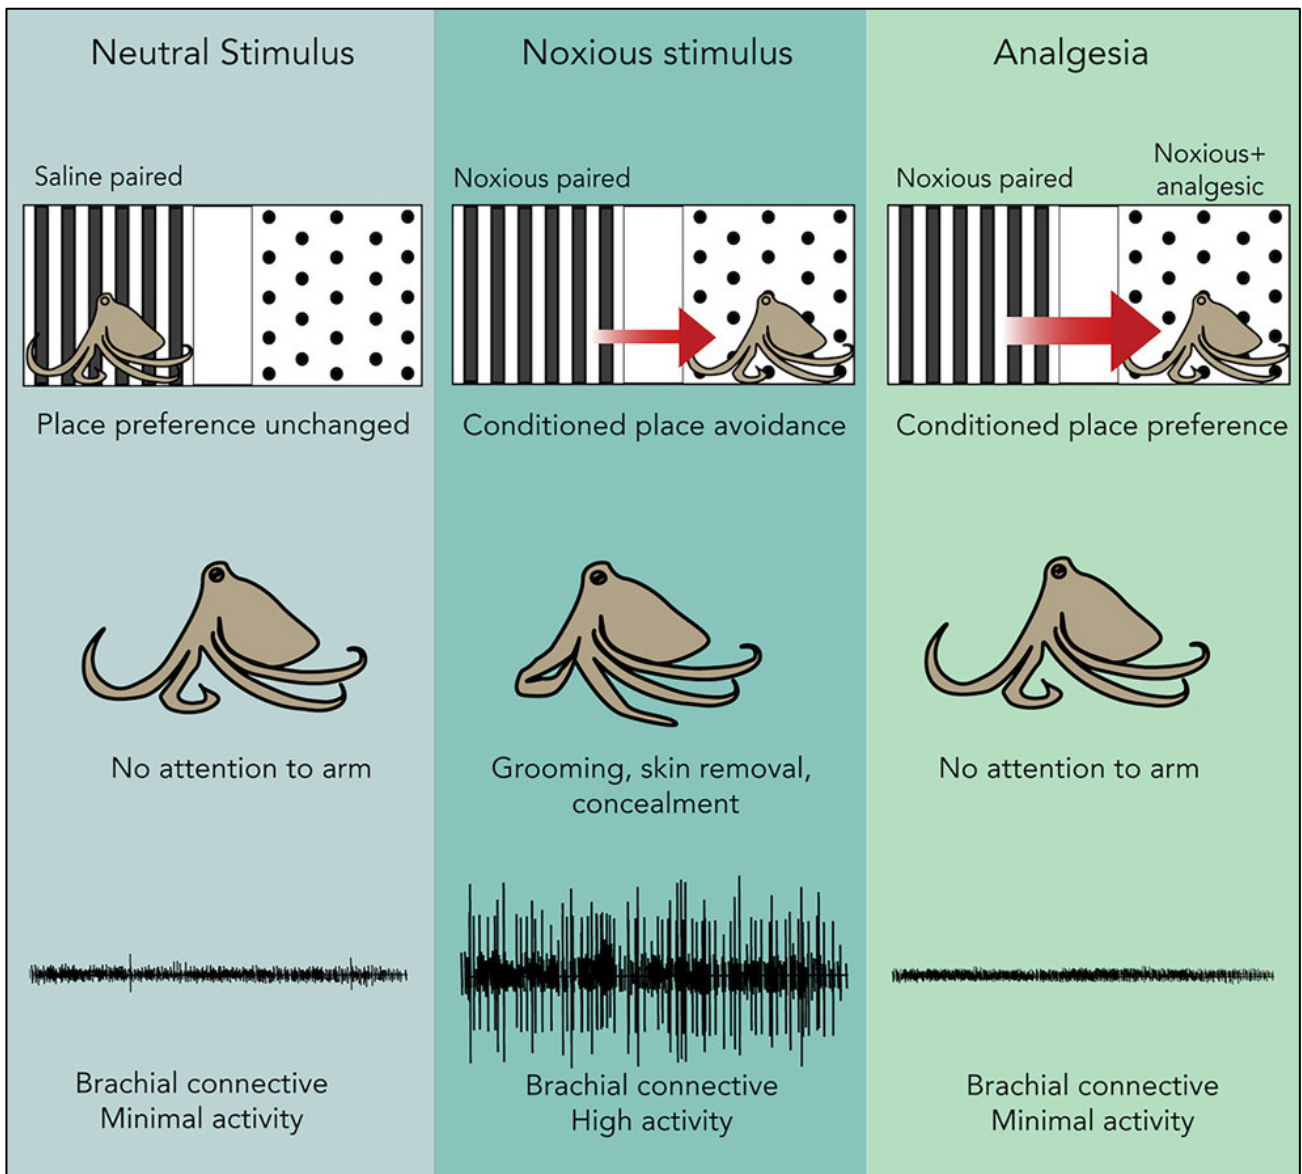 Neutral Stimulus
Saline paired
Place preference unchanged
No attention to arm
Brachial connective
Minimal activity
Noxious stimulus
Noxious paired
Conditioned place avoidance
Grooming, skin removal,
concealment
Brachial connective
High activity
Analgesia
Noxious paired
Noxious+
analgesic
Conditioned place preference
No attention to arm
Brachial connective
Minimal activity